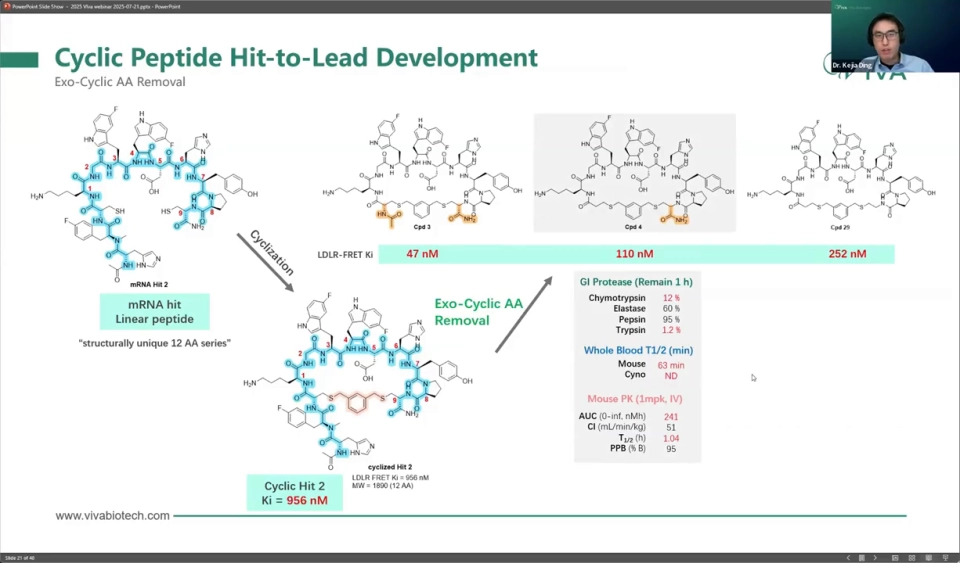 PowerPoint Slide Show - 2025 Viva webinar 2025-07-21.pptx - PowerPoint
Cyclic Peptide Hit-to-Lead Development
Exo-Cyclic AA Removal
VIVA
Dr. Kejia Ding
mRNA Hit 2
mRNA hit
Linear peptide
"structurally unique 12 AA series"
Cyclization
cyclized Hit 2
LDLR FRET Ki = 956 nM
MW = 1890 (12 AA)
Cyclic Hit 2
Ki = 956 nM
Exo-Cyclic AA
Removal
Cpd 3
Cpd 4
Cpd 21
LDLR-FRET Ki
47 nM
110 nM
252 nM
GI Protease (Remain 1 h)
Chymotrypsin 12 %
Elastase 60 %
Pepsin 95 %
Trypsin 1.2 %
Whole Blood T1/2 (min)
Mouse 63 min
Cyno ND
Mouse PK (1mpk, IV)
AUC (0-inf, nMh) 241
Cl (mL/min/kg) 51
T1/2 (h) 1.04
PPB (% B) 95
www.vivabiotech.com
Slide 21 of 40